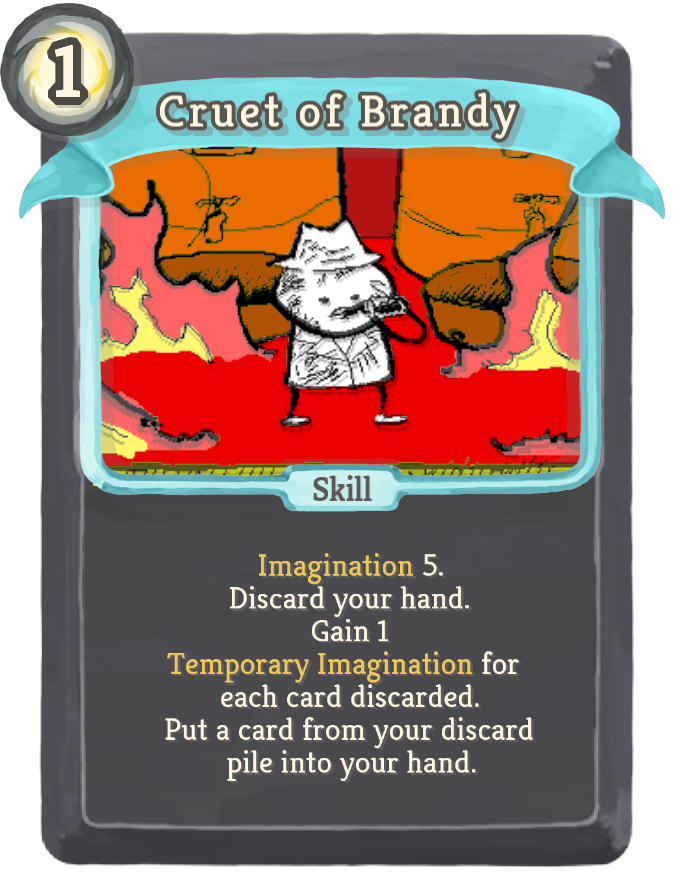 1
Cruet of Brandy
Skill
Imagination 5.
Discard your hand.
Gain 1
Temporary Imagination for
each card discarded.
Put a card from your discard
pile into your hand.